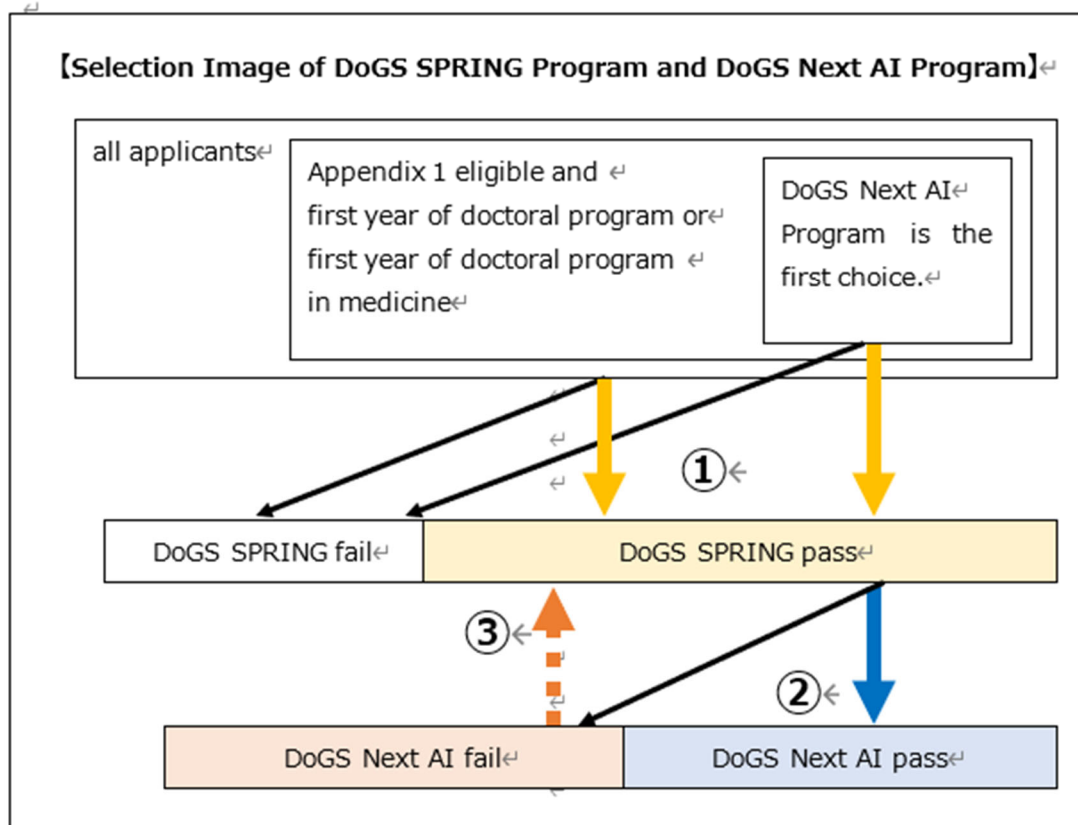 【Selection Image of DoGS SPRING Program and DoGS Next AI Program】
all applicants
Appendix 1 eligible and
first year of doctoral program or
first year of doctoral program
in medicine
DoGS Next AI
Program is the
first choice.
①
DoGS SPRING fail
DoGS SPRING pass
③
②
DoGS Next AI fail
DoGS Next AI pass